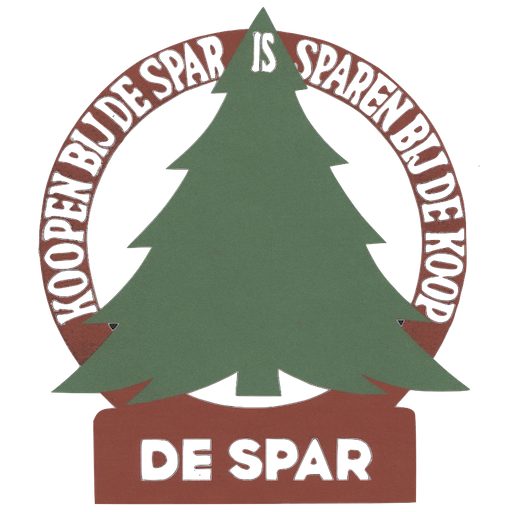 KOOPEN BIJ DE SPAR IS SPAREN BIJ DE KOOP
DE SPAR